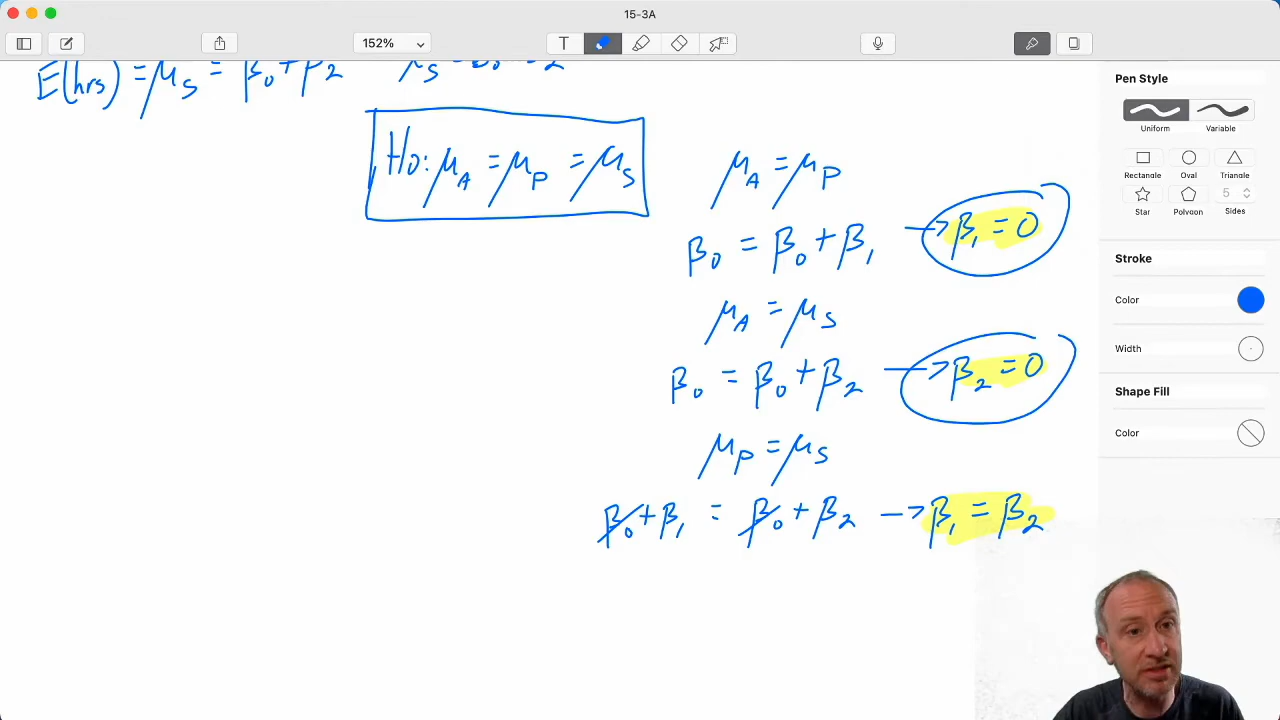 15-3A
152%
T
Pen Style
Uniform
Variable
Rectangle
Oval
Triangle
5
Star
Polygon
Sides
Stroke
Color
Width
Shape Fill
Color
E(hrs) = μS = β0 + β2
H0: μA = μP = μS
μA = μP
β0 = β0 + β1 → β1 = 0
μA = μS
β0 = β0 + β2 → β2 = 0
μP = μS
β0 + β1 = β0 + β2 → β1 = β2